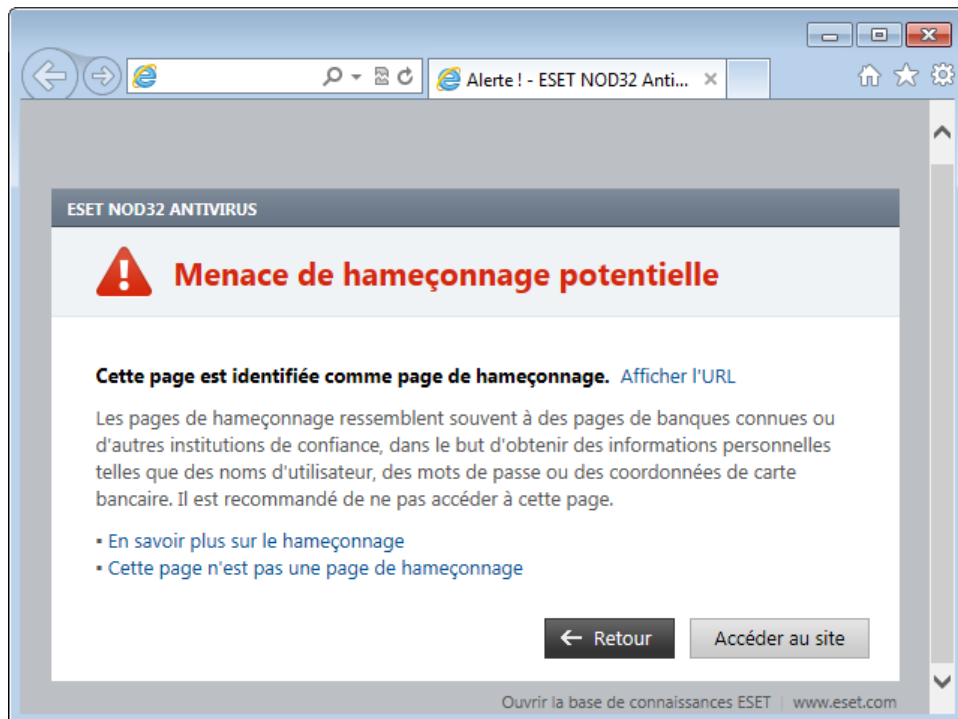 Alerte ! - ESET NOD32 Anti...
ESET NOD32 ANTIVIRUS
Menace de hameçonnage potentielle
Cette page est identifiée comme page de hameçonnage. Afficher l'URL
Les pages de hameçonnage ressemblent souvent à des pages de banques connues ou
d'autres institutions de confiance, dans le but d'obtenir des informations personnelles
telles que des noms d'utilisateur, des mots de passe ou des coordonnées de carte
bancaire. Il est recommandé de ne pas accéder à cette page.
▪ En savoir plus sur le hameçonnage
▪ Cette page n'est pas une page de hameçonnage
← Retour Accéder au site
Ouvrir la base de connaissances ESET | www.eset.com